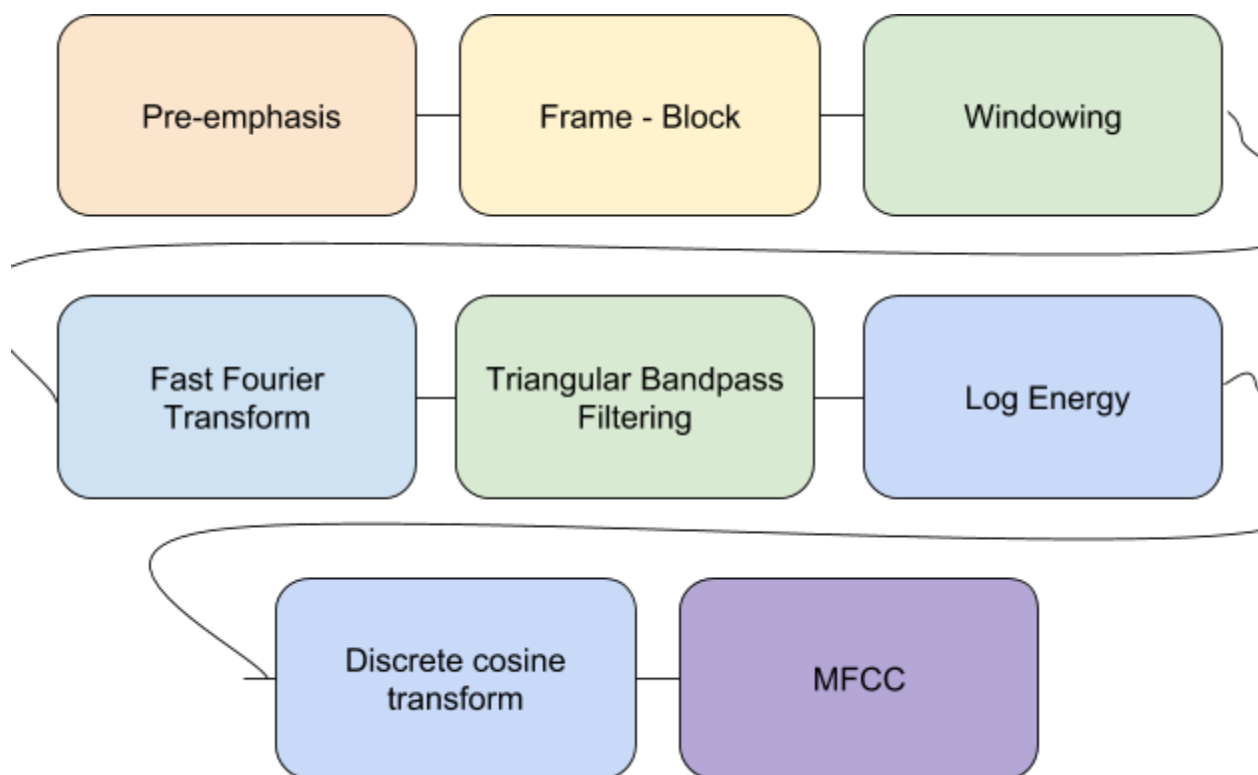 Pre-emphasis
Frame - Block
Windowing
Fast Fourier
Transform
Triangular Bandpass
Filtering
Log Energy
Discrete cosine
transform
MFCC